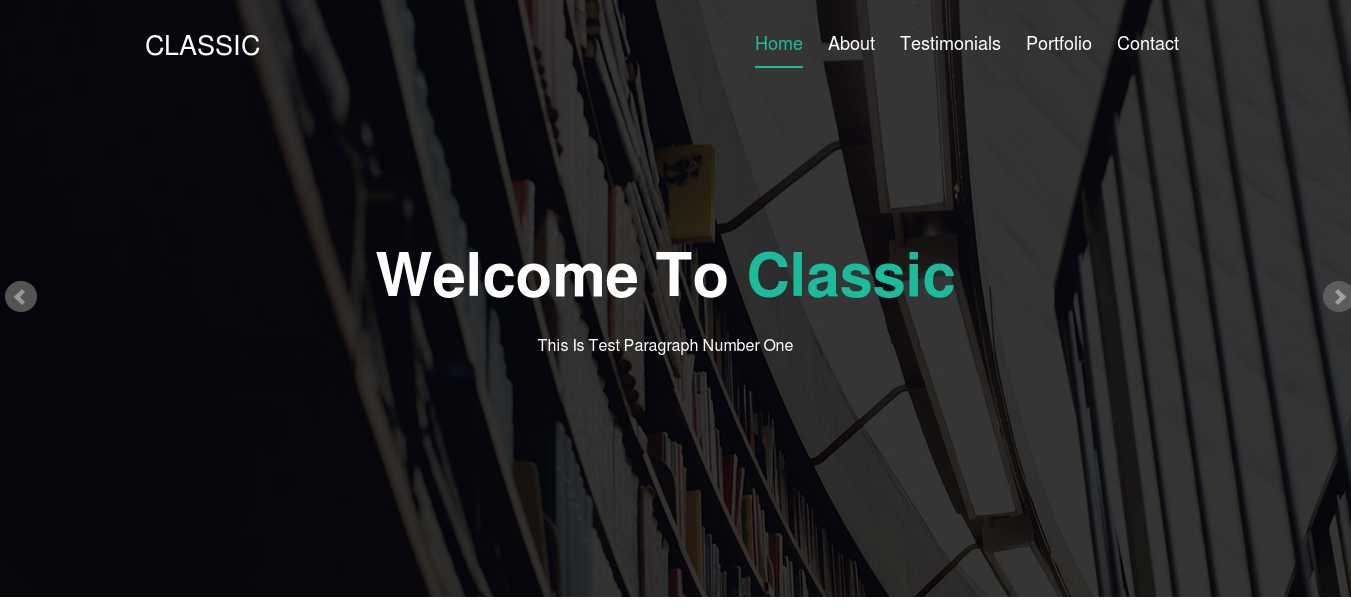 CLASSIC
Home About Testimonials Portfolio Contact
Welcome To Classic
This Is Test Paragraph Number One